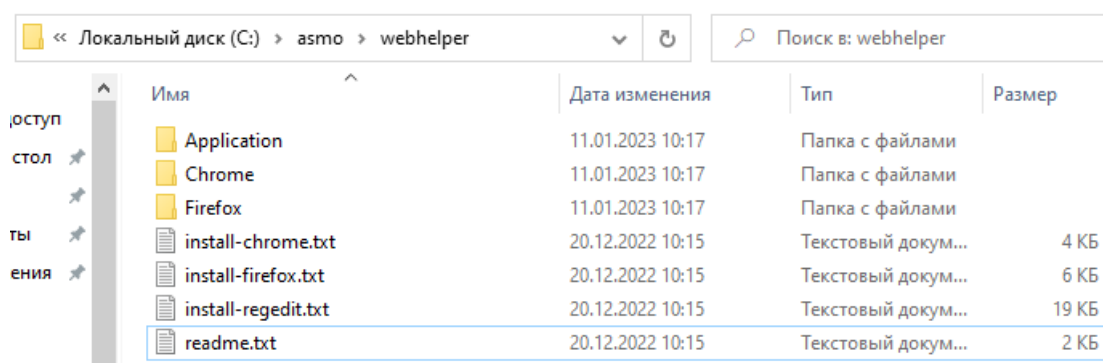 « Локальный диск (C:) › asmo › webhelper Поиск в: webhelper
Имя Дата изменения Тип Размер
Application 11.01.2023 10:17 Папка с файлами
Chrome 11.01.2023 10:17 Папка с файлами
Firefox 11.01.2023 10:17 Папка с файлами
install-chrome.txt 20.12.2022 10:15 Текстовый докум... 4 КБ
install-firefox.txt 20.12.2022 10:15 Текстовый докум... 6 КБ
install-regedit.txt 20.12.2022 10:15 Текстовый докум... 19 КБ
readme.txt 20.12.2022 10:15 Текстовый докум... 2 КБ
оступ
стол
ты
ения